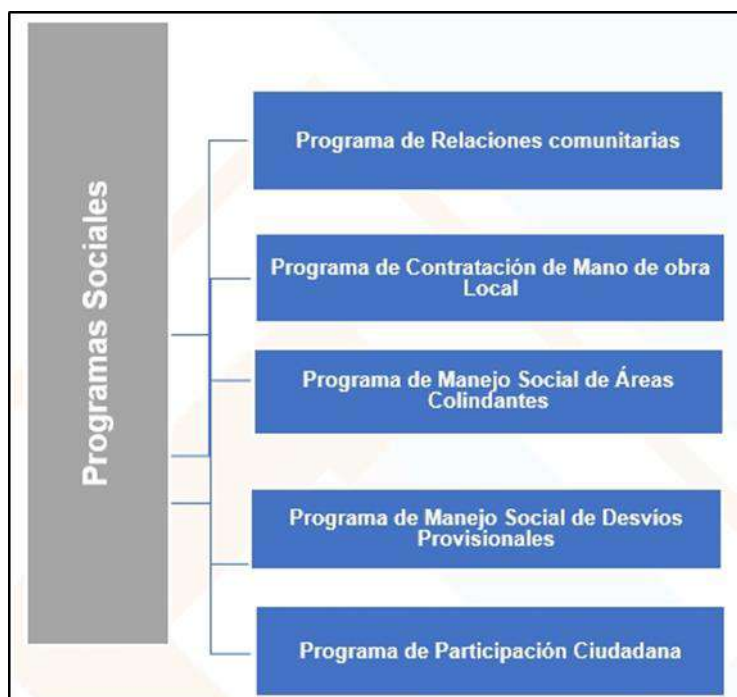 Programas Sociales
Programa de Relaciones comunitarias
Programa de Contratación de Mano de obra
Local
Programa de Manejo Social de Áreas
Colindantes
Programa de Manejo Social de Desvíos
Provisionales
Programa de Participación Ciudadana